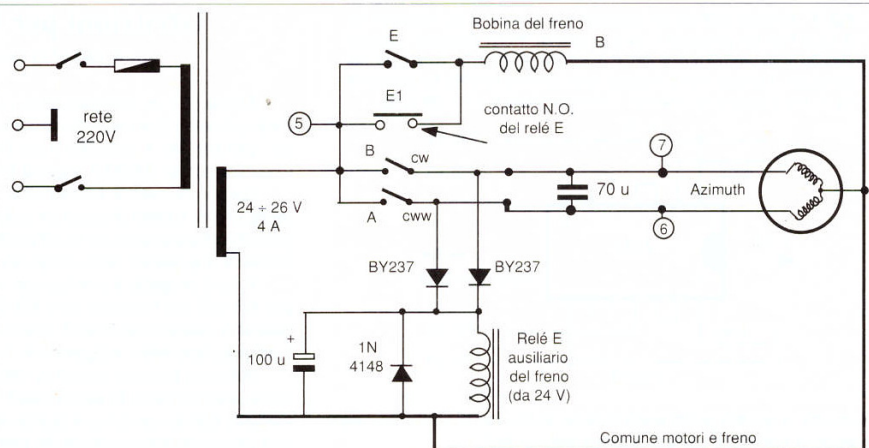 Bobina del freno
E
B
rete
220V
E1
5
contatto N.O.
del relé E
B
cw
7
24 ÷ 26 V
4 A
A
cww
70 u
Azimuth
6
BY237
BY237
+
100 u
1N
4148
Relé E
ausiliario
del freno
(da 24 V)
Comune motori e freno